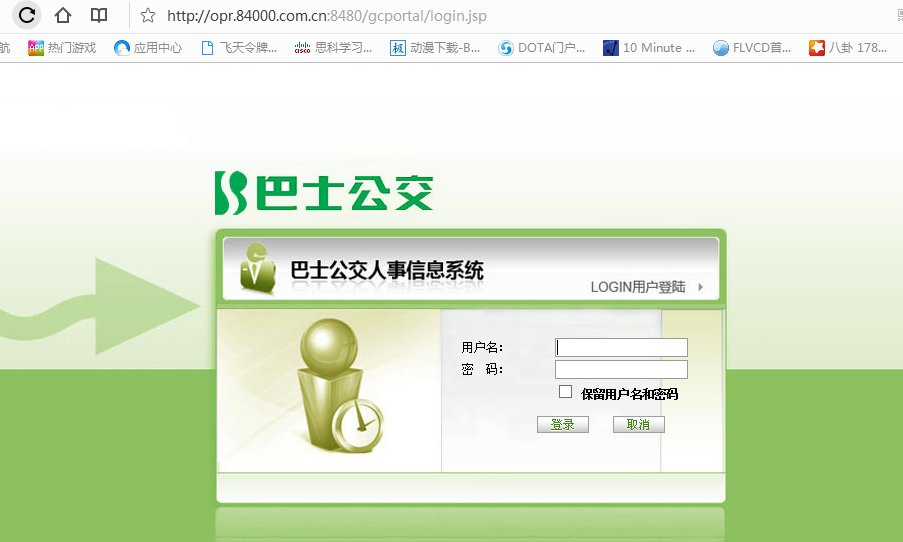 http://opr.84000.com.cn:8480/gcportal/login.jsp
航 热门游戏 应用中心 飞天令牌... 思科学习... 动漫下载-B... DOTA门户... 10 Minute ... FLVCD首... 八卦 178...
巴士公交
巴士公交人事信息系统
LOGIN用户登陆
用户名:
密 码:
保留用户名和密码
登录 取消